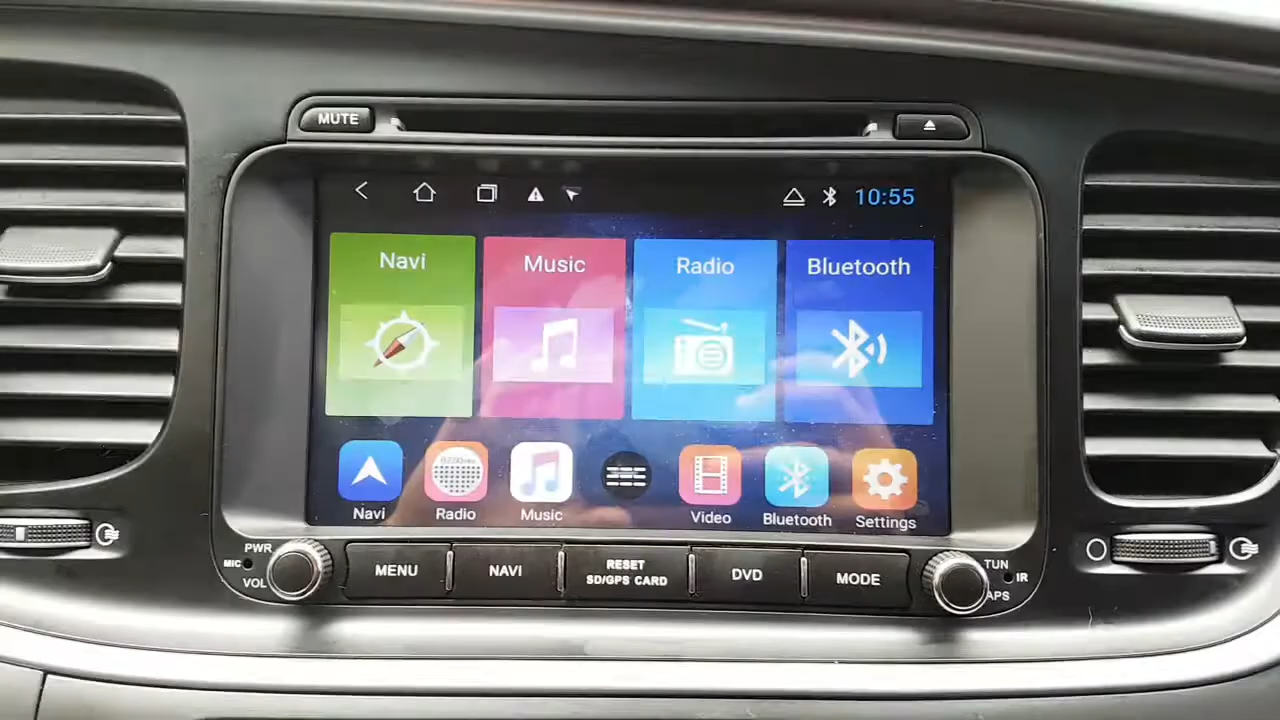 MUTE
10:55
Navi
Music
Radio
Bluetooth
Navi
Radio
Music
Video
Bluetooth
Settings
PWR
MIC
VOL
MENU
NAVI
RESET
SD/GPS CARD
DVD
MODE
TUN
IR
APS